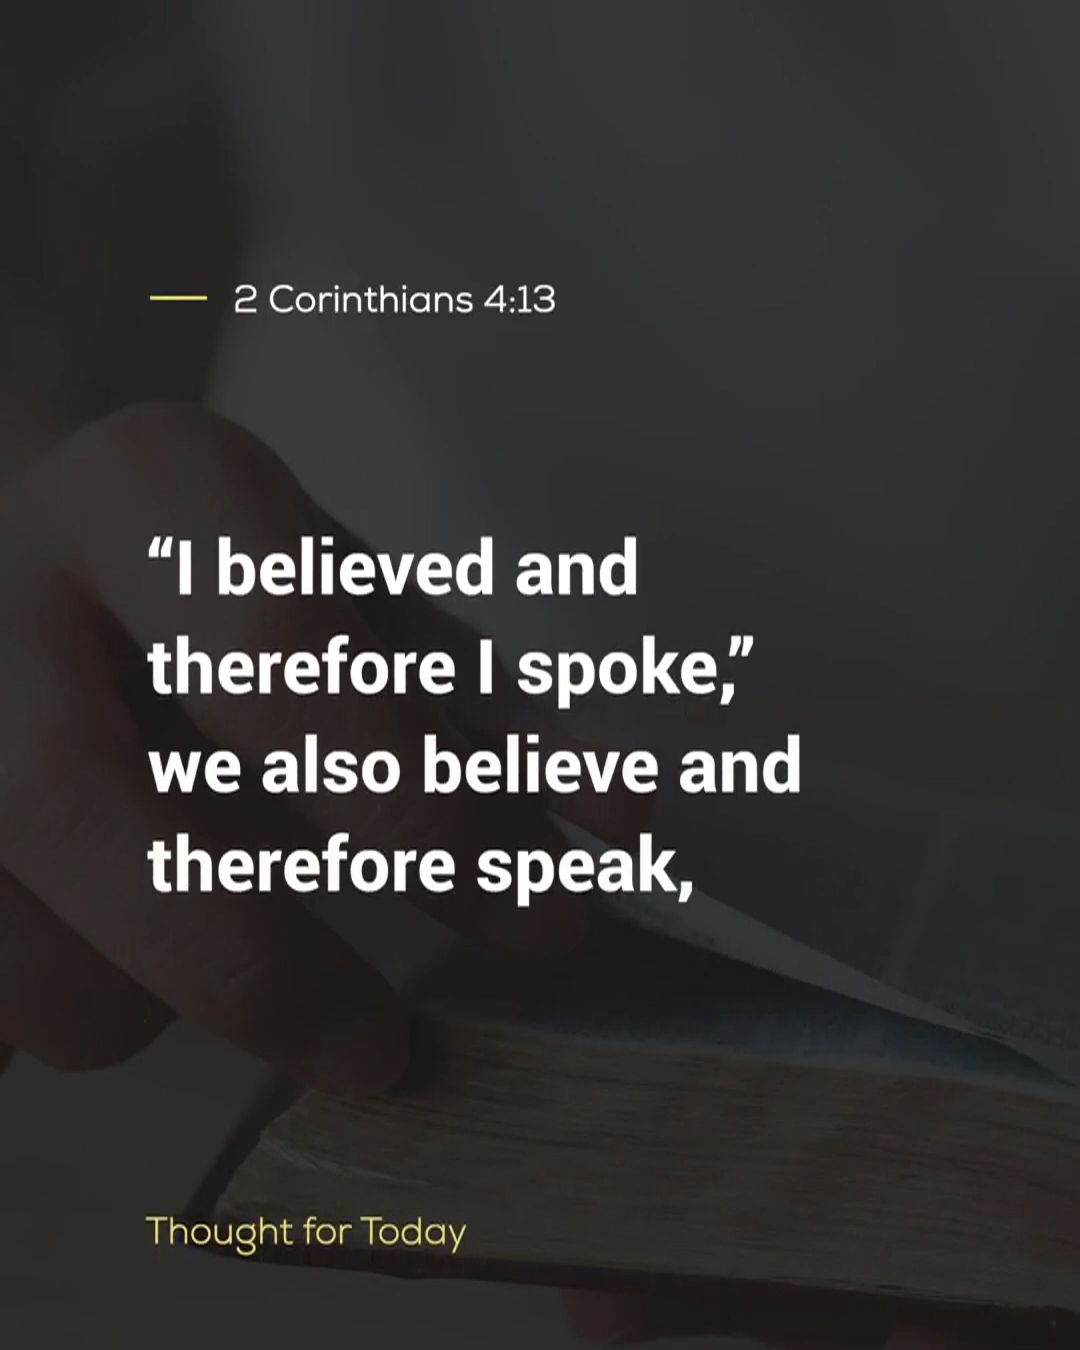 2 Corinthians 4:13
“I believed and
therefore I spoke,”
we also believe and
therefore speak,
Thought for Today